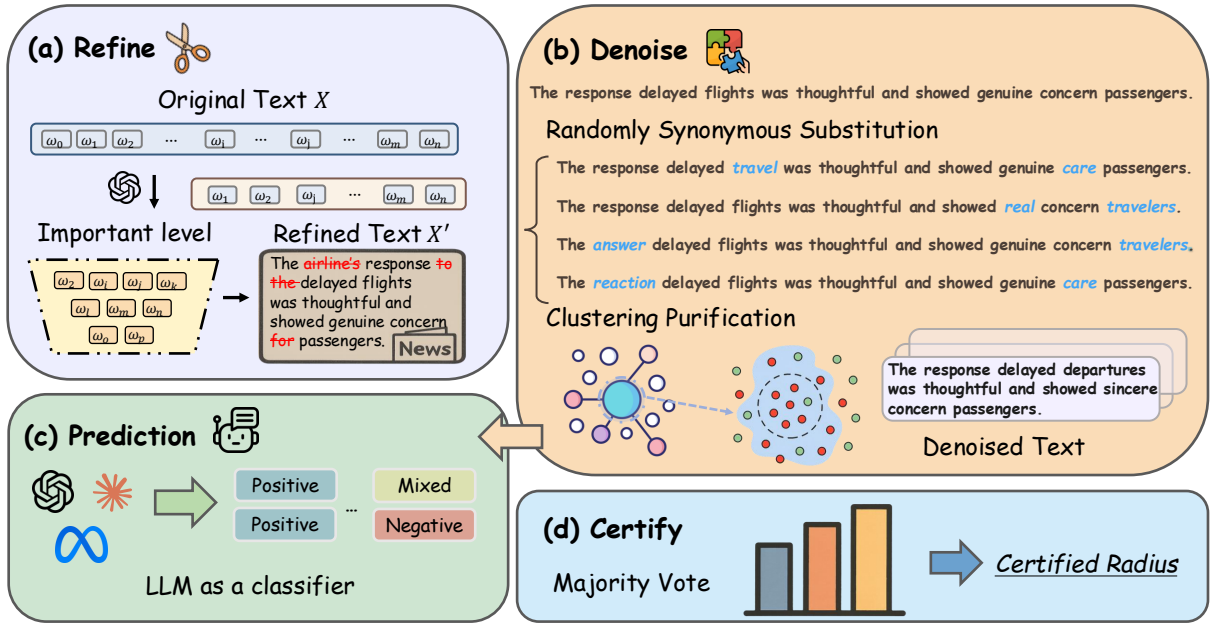 (a) Refine
Original Text X
ω₀ ω₁ ω₂ ... ωᵢ ... ωⱼ ... ωₘ ωₙ
ω₁ ω₂ ωⱼ ... ωₘ ωₙ
Important level
ω₂ ωᵢ ωⱼ ωₖ
ωₗ ωₘ ωₙ
ωₒ ωₚ
Refined Text X′
The airline's response to
the delayed flights
was thoughtful and
showed genuine concern
for passengers.
News
(b) Denoise
The response delayed flights was thoughtful and showed genuine concern passengers.
Randomly Synonymous Substitution
The response delayed travel was thoughtful and showed genuine care passengers.
The response delayed flights was thoughtful and showed real concern travelers.
The answer delayed flights was thoughtful and showed genuine concern travelers.
The reaction delayed flights was thoughtful and showed genuine care passengers.
Clustering Purification
The response delayed departures
was thoughtful and showed sincere
concern passengers.
Denoised Text
(c) Prediction
Positive ... Mixed
Positive Negative
LLM as a classifier
(d) Certify
Majority Vote
Certified Radius